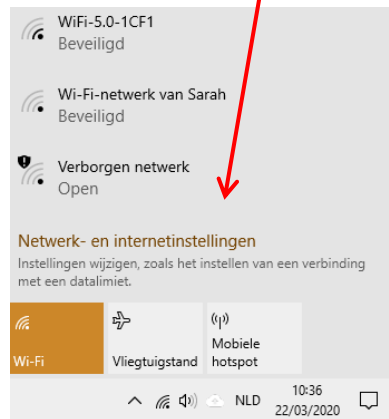 WiFi-5.0-1CF1
Beveiligd
Wi-Fi-netwerk van Sarah
Beveiligd
Verborgen netwerk
Open
Netwerk- en internetinstellingen
Instellingen wijzigen, zoals het instellen van een verbinding
met een datalimiet.
Wi-Fi
Vliegtuigstand
Mobiele
hotspot
NLD
10:36
22/03/2020